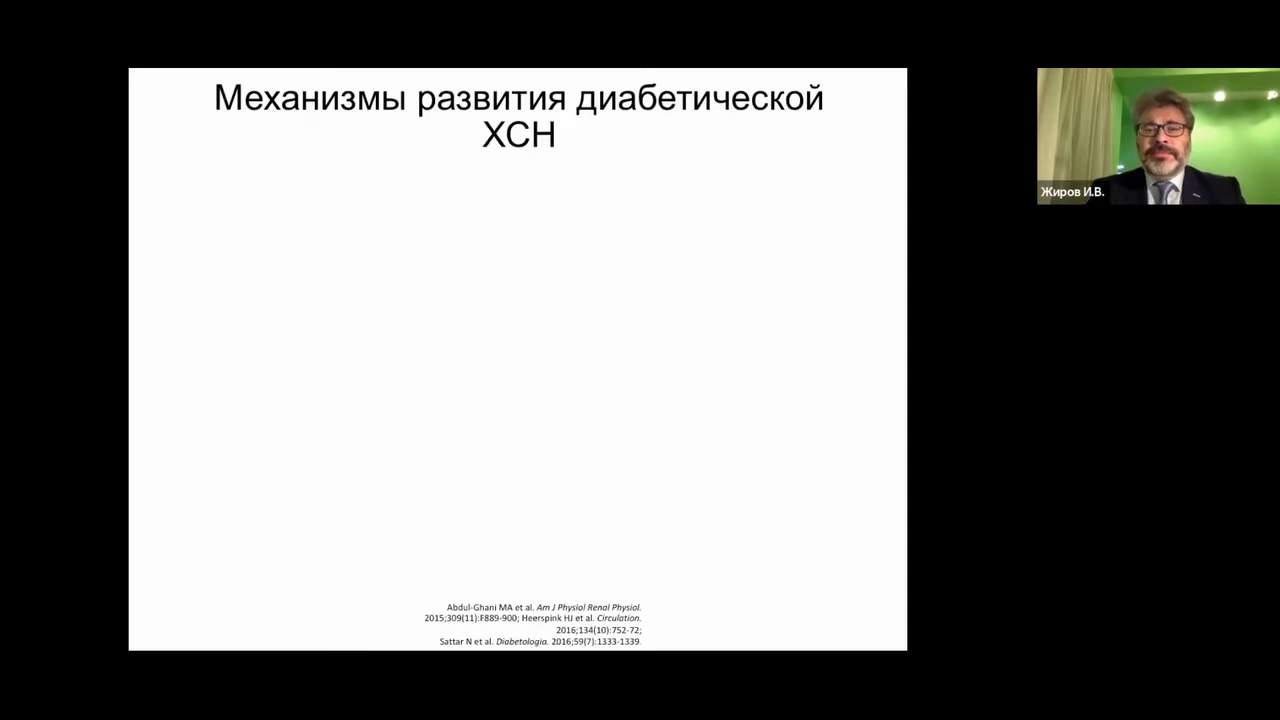 Механизмы развития диабетической
ХСН
Жиров И.В.
Abdul-Ghani MA et al. Am J Physiol Renal Physiol.
2015;309(11):F889-900; Heerspink HJ et al. Circulation.
2016;134(10):752-72;
Sattar N et al. Diabetologia. 2016;59(7):1333-1339.